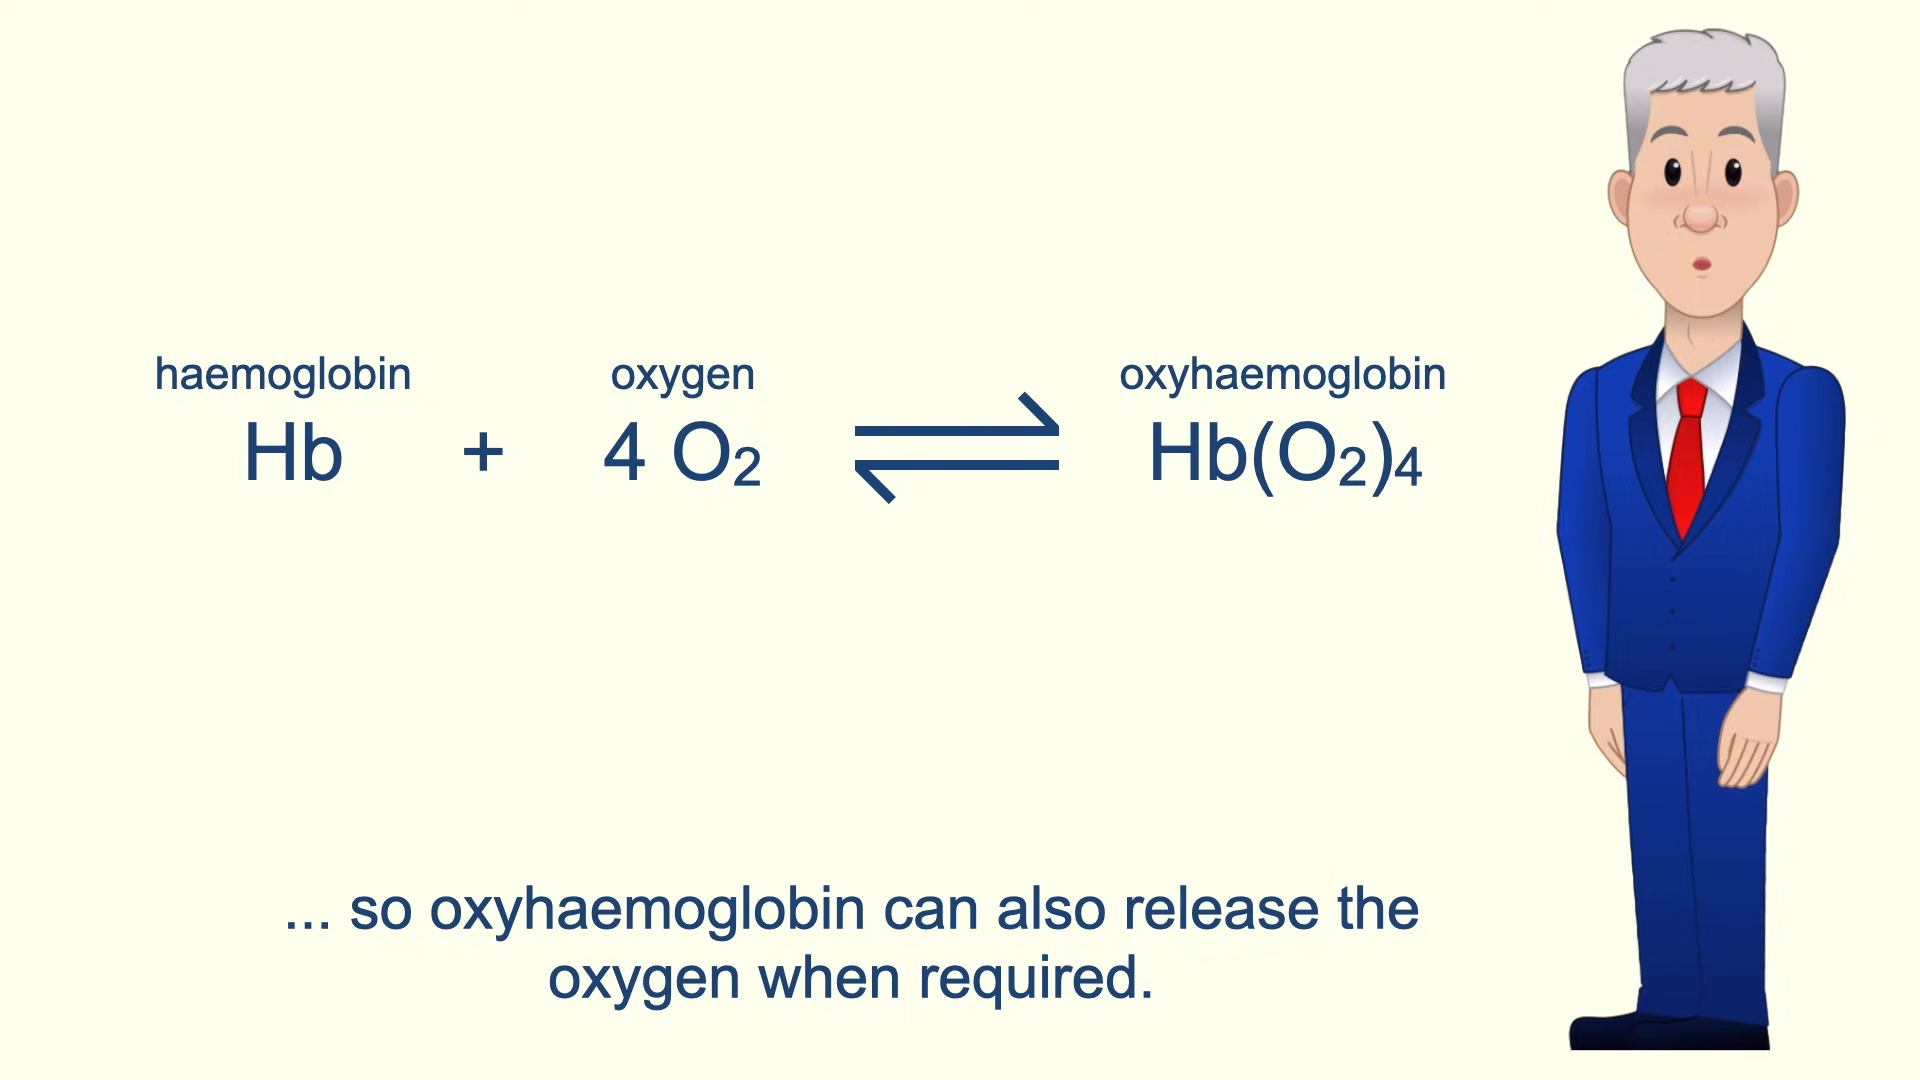 haemoglobin oxygen oxyhaemoglobin
Hb + 4 O₂ ⇌ Hb(O₂)₄
... so oxyhaemoglobin can also release the
oxygen when required.